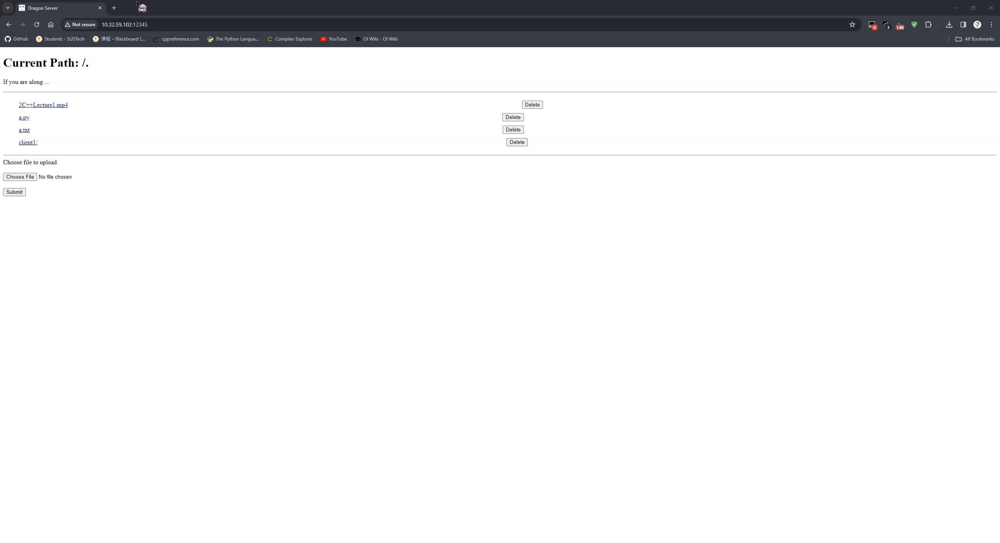 Dragon Server
Not secure 10.32.59.102:12345
4 2 1.00
GitHub Students - SUSTech 课程 – Blackboard L... cppreference.com The Python Langua... Compiler Explorer YouTube OI Wiki - OI Wiki All Bookmarks
Current Path: /.
If you are along ...
2C++Lecture1.mp4 Delete
a.py Delete
a.txt Delete
client1/ Delete
Choose file to upload
Choose File No file chosen
Submit